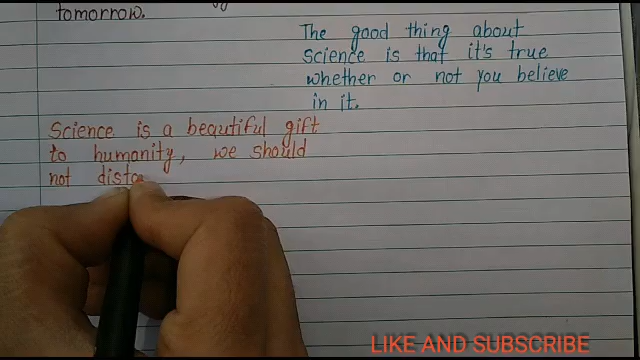 tomorrow.
The good thing about
Science is that it's true
whether or not you believe
in it.
Science is a beautiful gift
to humanity, we should
not disto
LIKE AND SUBSCRIBE